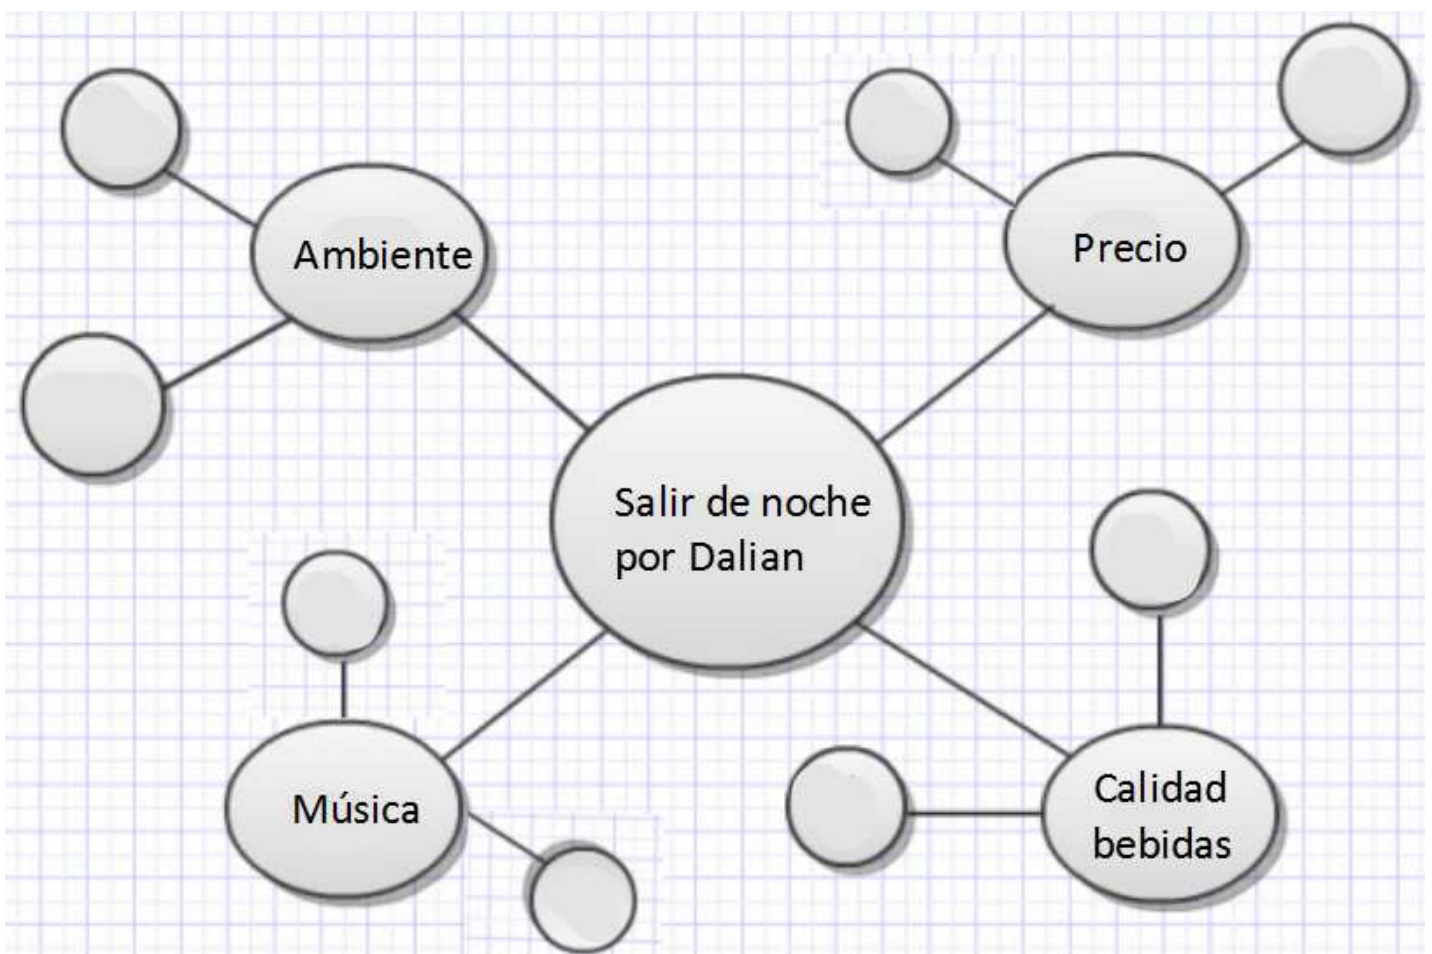 Ambiente
Precio
Salir de noche
por Dalian
Música
Calidad
bebidas